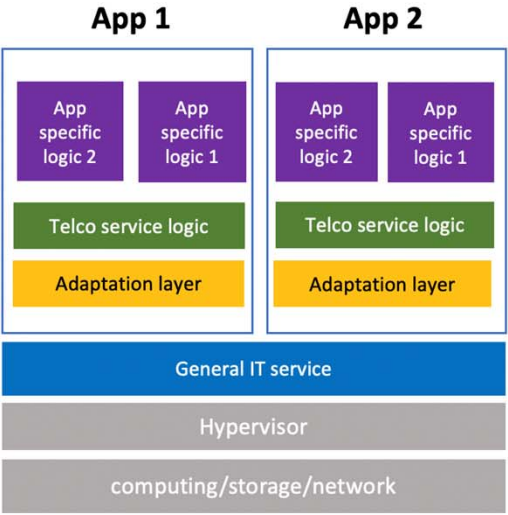 App 1
App 2
App
specific
logic 2
App
specific
logic 1
App
specific
logic 2
App
specific
logic 1
Telco service logic
Telco service logic
Adaptation layer
Adaptation layer
General IT service
Hypervisor
computing/storage/network